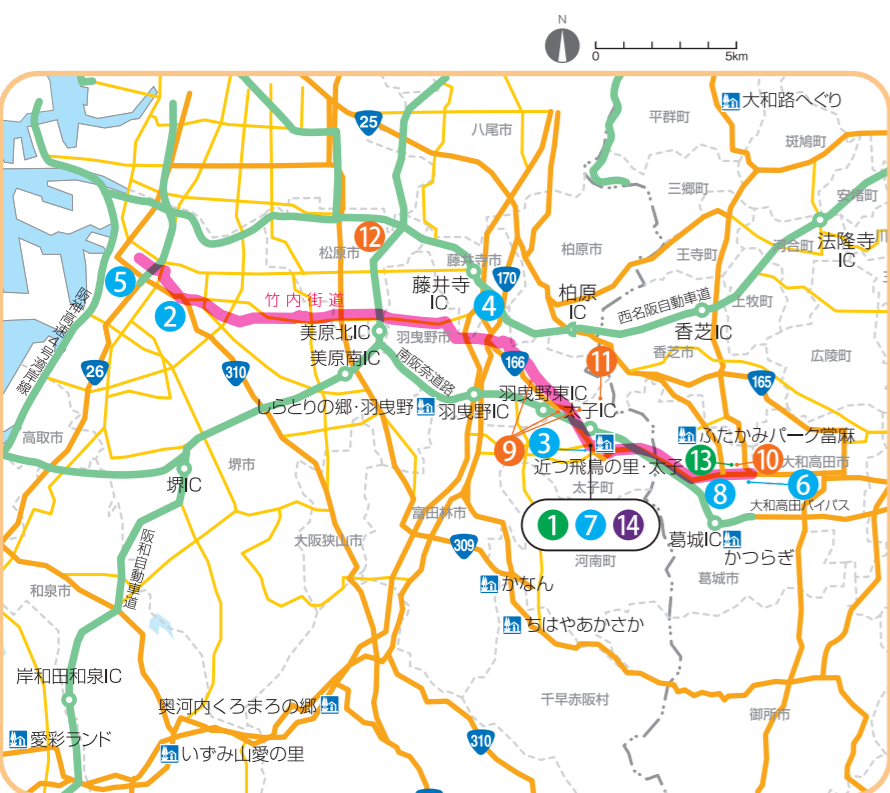 N
0
5km
大和路へぐり
平群町
斑鳩町
25
八尾市
三郷町
安堵町
12
松原市
柏原市
王寺町
河合町
法隆寺
IC
藤井寺市
170
藤井寺
IC
柏原
IC
5
2
竹内街道
4
西名阪自動車道
上牧町
香芝IC
阪神高速4号湾岸線
美原北IC
羽曳野市
166
香芝市
広陵町
美原南IC
南阪奈道路
11
26
310
165
羽曳野東IC
しらとりの郷・羽曳野
羽曳野IC
太子IC
高取市
9
3
ふたかみパーク當麻
堺市
近つ飛鳥の里・太子
13
10
大和高田市
堺IC
太子町
8
6
大和高田バイパス
富田林市
1
7
14
大阪狭山市
309
葛城IC
阪和自動車道
河南町
かつらぎ
かなん
葛城市
和泉市
ちはやあかさか
岸和田和泉IC
奥河内くろまろの郷
千早赤阪村
御所市
愛彩ランド
310
いずみ山愛の里